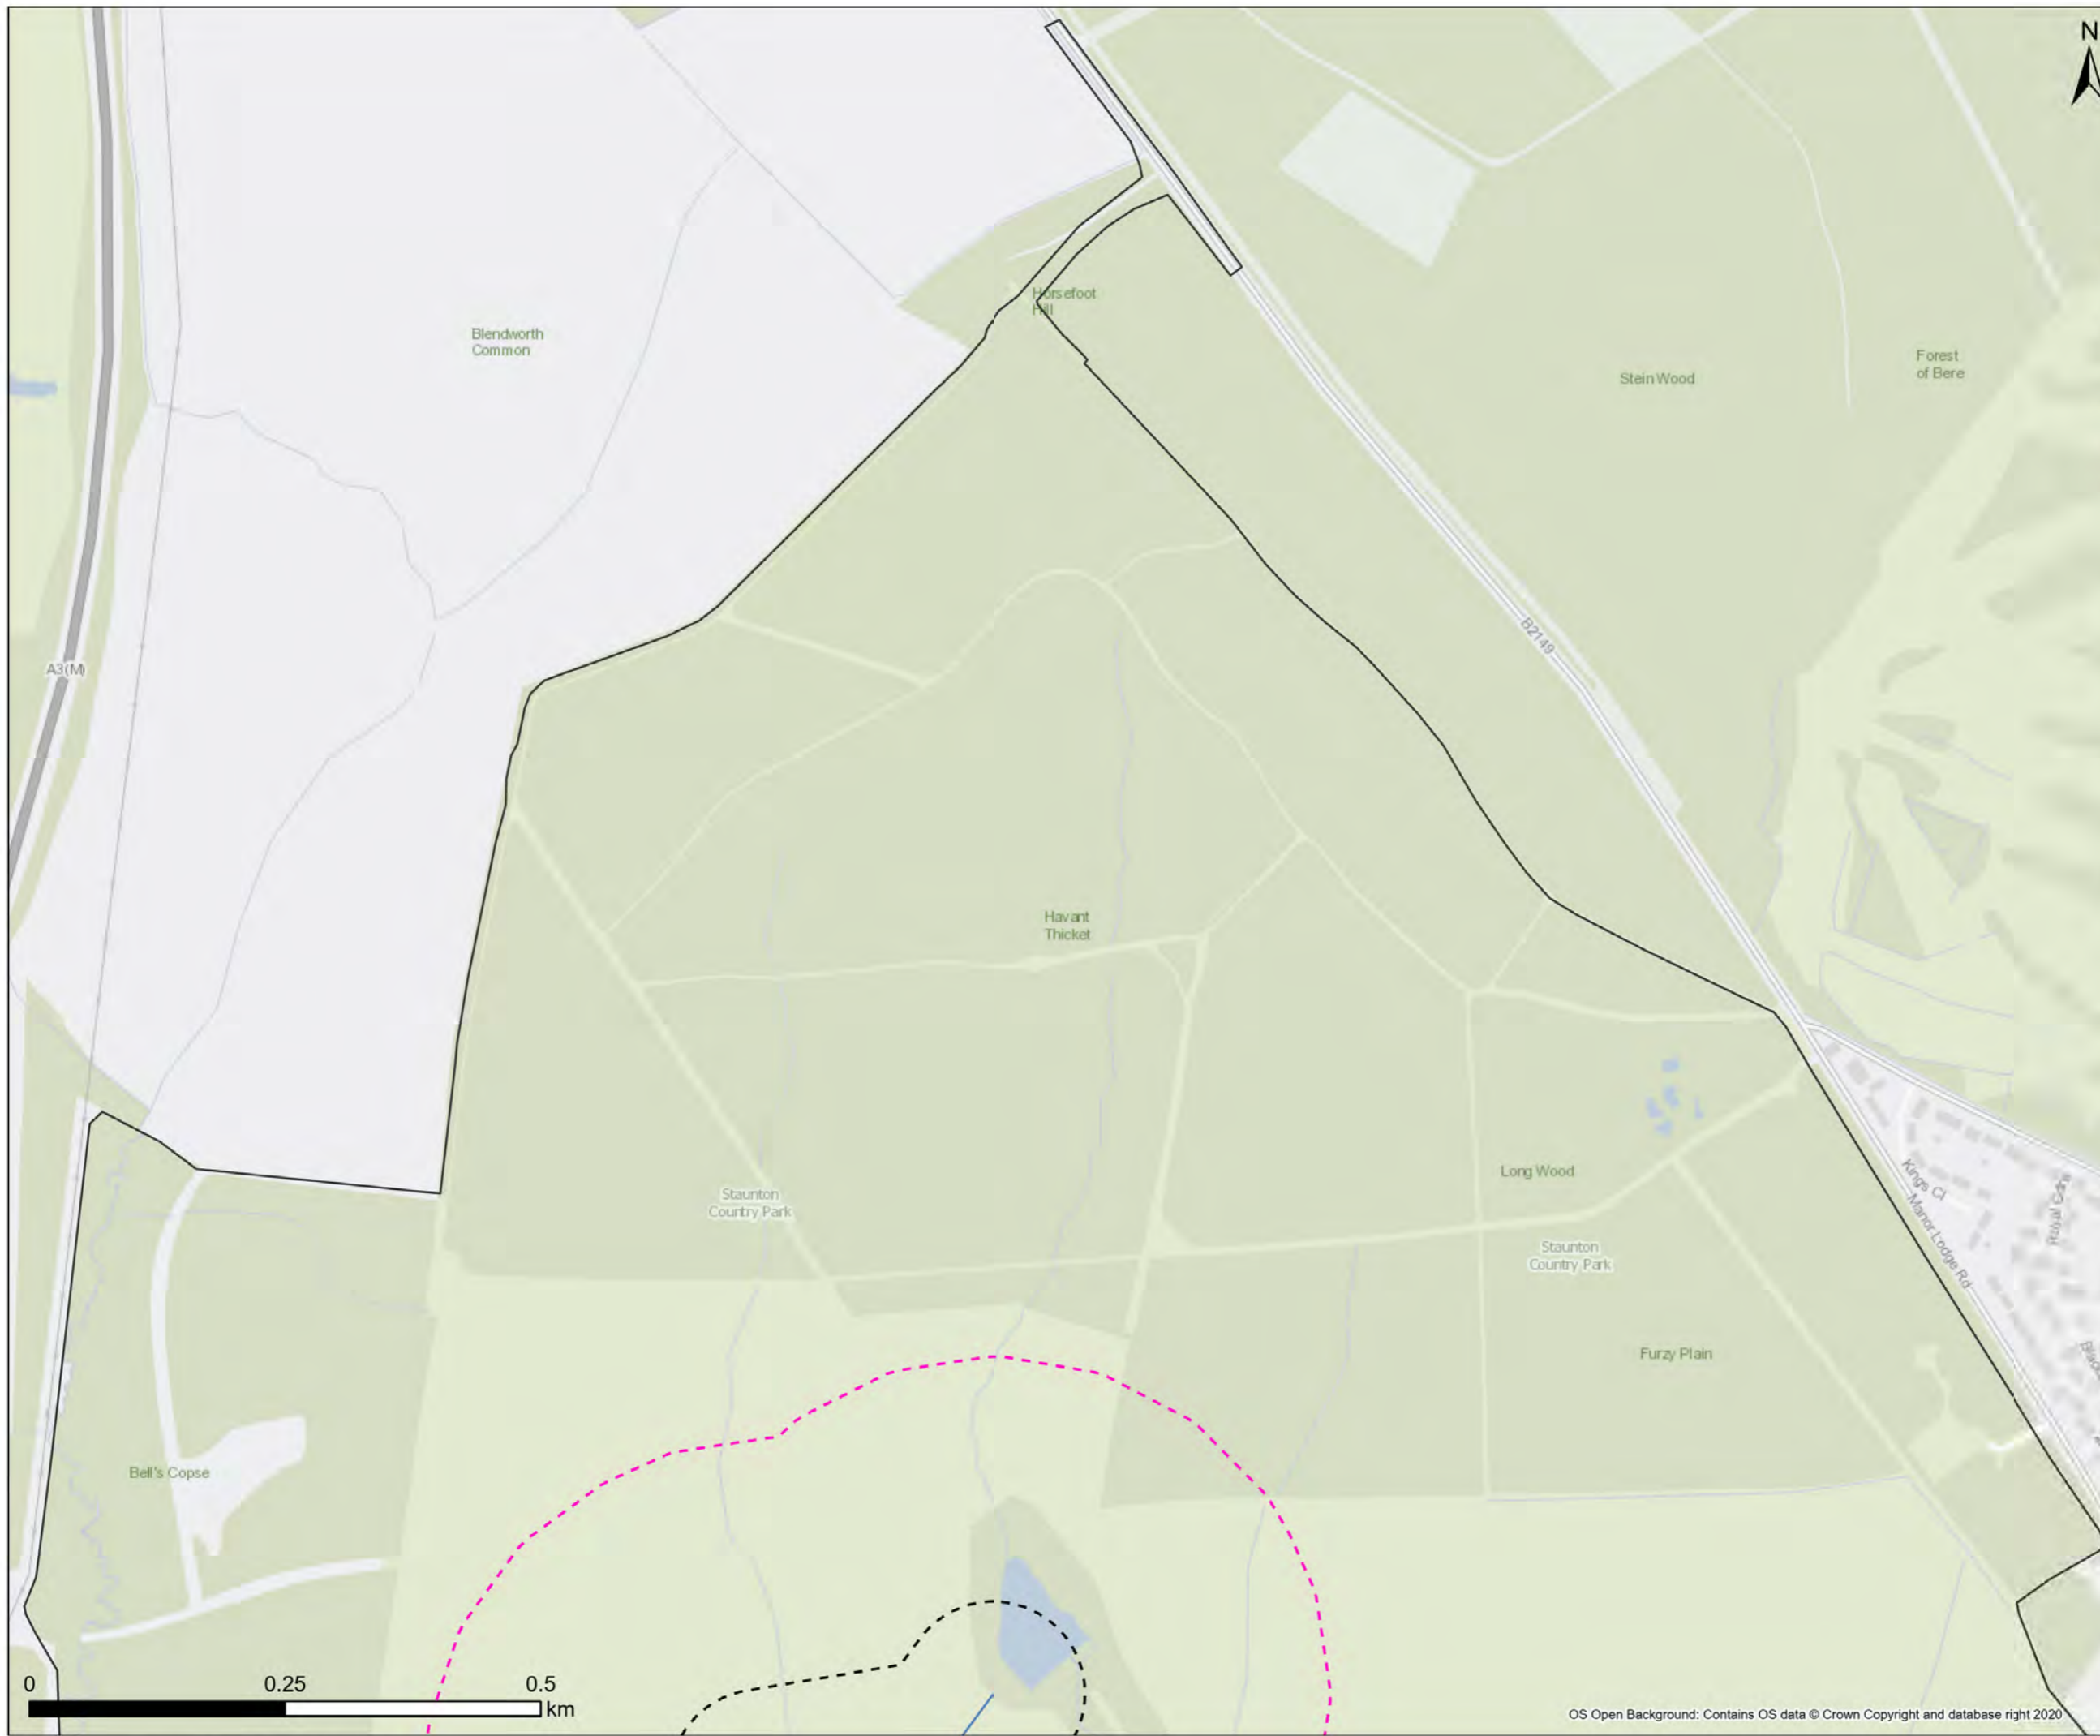 N
Horsefoot
Hill
Blendworth
Common
Forest
of Bere
Stein Wood
B2149
A3(M)
Havant
Thicket
Long Wood
Kings Cl
Royal Gdns
Staunton
Country Park
Manor Lodge Rd
Staunton
Country Park
Furzy Plain
Bell's Copse
0 0.25 0.5
km
OS Open Background: Contains OS data © Crown Copyright and database right 2020